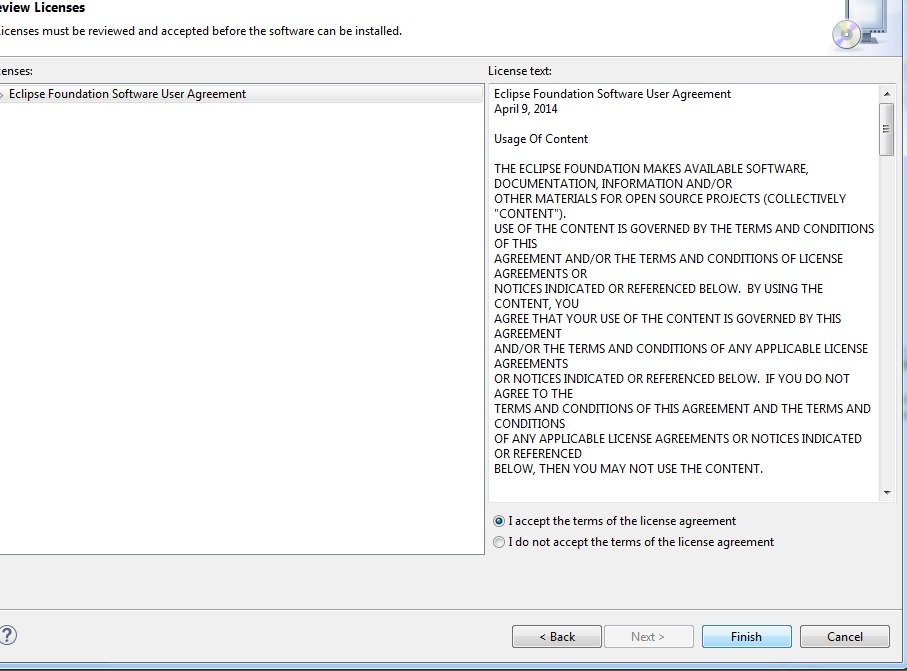 eview Licenses
icenses must be reviewed and accepted before the software can be installed.
enses:
Eclipse Foundation Software User Agreement
License text:
Eclipse Foundation Software User Agreement
April 9, 2014
Usage Of Content
THE ECLIPSE FOUNDATION MAKES AVAILABLE SOFTWARE,
DOCUMENTATION, INFORMATION AND/OR
OTHER MATERIALS FOR OPEN SOURCE PROJECTS (COLLECTIVELY
"CONTENT").
USE OF THE CONTENT IS GOVERNED BY THE TERMS AND CONDITIONS
OF THIS
AGREEMENT AND/OR THE TERMS AND CONDITIONS OF LICENSE
AGREEMENTS OR
NOTICES INDICATED OR REFERENCED BELOW.  BY USING THE
CONTENT, YOU
AGREE THAT YOUR USE OF THE CONTENT IS GOVERNED BY THIS
AGREEMENT
AND/OR THE TERMS AND CONDITIONS OF ANY APPLICABLE LICENSE
AGREEMENTS
OR NOTICES INDICATED OR REFERENCED BELOW.  IF YOU DO NOT
AGREE TO THE
TERMS AND CONDITIONS OF THIS AGREEMENT AND THE TERMS AND
CONDITIONS
OF ANY APPLICABLE LICENSE AGREEMENTS OR NOTICES INDICATED
OR REFERENCED
BELOW, THEN YOU MAY NOT USE THE CONTENT.
I accept the terms of the license agreement
I do not accept the terms of the license agreement
?
< Back
Next >
Finish
Cancel